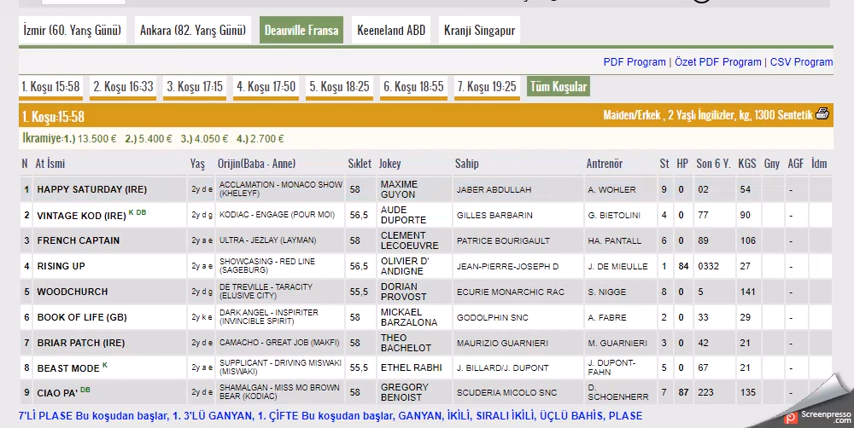 İzmir (60. Yarış Günü) Ankara (82. Yarış Günü) Deauville Fransa Keeneland ABD Kranji Singapur
PDF Program | Özet PDF Program | CSV Program
1. Koşu 15:58 2. Koşu 16:33 3. Koşu 17:15 4. Koşu 17:50 5. Koşu 18:25 6. Koşu 18:55 7. Koşu 19:25 Tüm Koşular
1. Koşu:15:58 Maiden/Erkek , 2 Yaşlı İngilizler, kg, 1300 Sentetik
İkramiye:1.) 13.500 € 2.) 5.400 € 3.) 4.050 € 4.) 2.700 €
N At İsmi Yaş Orijin(Baba - Anne) Sıklet Jokey Sahip Antrenör St HP Son 6 Y. KGS Gny AGF İdm
1 HAPPY SATURDAY (IRE) 2y d e ACCLAMATION - MONACO SHOW (KHELEYF) 58 MAXIME GUYON JABER ABDULLAH A. WOHLER 9 0 02 54 -
2 VINTAGE KOD (IRE) K DB 2y d g KODIAC - ENGAGE (POUR MOI) 56,5 AUDE DUPORTE GILLES BARBARIN G. BIETOLINI 4 0 77 90 -
3 FRENCH CAPTAIN 2y a e ULTRA - JEZLAY (LAYMAN) 58 CLEMENT LECOEUVRE PATRICE BOURIGAULT HA. PANTALL 6 0 89 106 -
4 RISING UP 2y a e SHOWCASING - RED LINE (SAGEBURG) 56,5 OLIVIER D' ANDIGNE JEAN-PIERRE-JOSEPH D J. DE MIEULLE 1 84 0332 27 -
5 WOODCHURCH 2y d g DE TREVILLE - TARACITY (ELUSIVE CITY) 55,5 DORIAN PROVOST ECURIE MONARCHIC RAC S. NIGGE 8 0 5 141 -
6 BOOK OF LIFE (GB) 2y k e DARK ANGEL - INSPIRITER (INVINCIBLE SPIRIT) 58 MICKAEL BARZALONA GODOLPHIN SNC A. FABRE 2 0 33 29 -
7 BRIAR PATCH (IRE) 2y d e CAMACHO - GREAT JOB (MAKFI) 58 THEO BACHELOT MAURIZIO GUARNIERI M. GUARNIERI 3 0 42 21 -
8 BEAST MODE K 2y a e SUPPLICANT - DRIVING MISWAKI (MISWAKI) 55,5 ETHEL RABHI J. BILLARD/J. DUPONT J. DUPONT-FAHN 5 0 67 21 -
9 CIAO PA' DB 2y d e SHAMALGAN - MISS MO BROWN BEAR (KODIAC) 58 GREGORY BENOIST SCUDERIA MICOLO SNC D. SCHOENHERR 7 87 223 135 -
7'Lİ PLASE Bu koşudan başlar, 1. 3'LÜ GANYAN, 1. ÇİFTE Bu koşudan başlar, GANYAN, İKİLİ, SIRALI İKİLİ, ÜÇLÜ BAHİS, PLASE
Screenpresso
.com